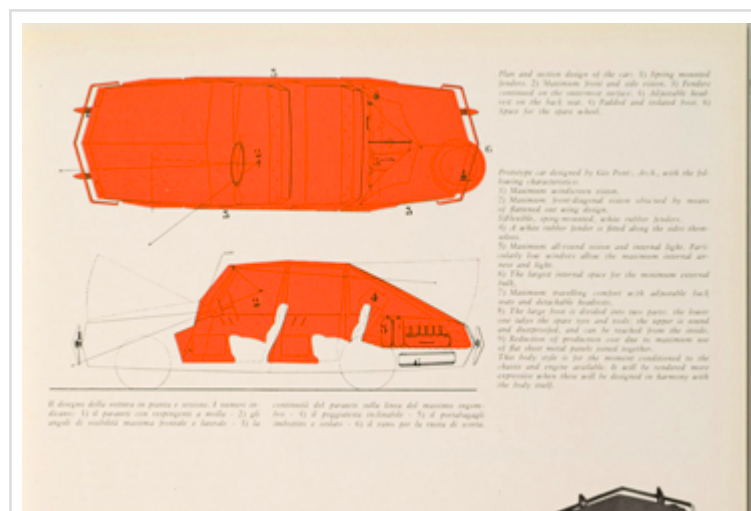 Plan and section design of the car: 1) Spring mounted
fenders. 2) Maximum front and side vision. 3) Fenders
continued on the outermost surface. 4) Adjustable head-
rest on the back seat. 5) Padded and isolated boot. 6)
Space for the spare wheel.
Prototype car designed by Gio Ponti, Arch., with the fol-
lowing characteristics:
1) Maximum windscreen vision.
2) Maximum front-diagonal vision obtained by means
of flattened out wing design.
white rubber fenders.
4) A white rubber fender is fitted along the sides them-
selves.
5) Maximum all-round vision and internal light. Parti-
cularly low windows allow the maximum internal air-
ness and light.
6) The largest internal space for the minimum external
bulk.
7) Maximum travelling comfort with adjustable back
seats and detachable headrests.
8) The large boot is divided into two parts: the lower
one takes the spare tyre and tools; the upper is sound
and dustproofed, and can be reached from the inside.
9) Reduction of production cost due to maximum use
of flat sheet metal panels joined together.
This body style is for the moment conditioned to the
chassis and engine available. It will be rendered more
expressive when these will be designed in harmony with
the body itself.
Il disegno della vettura in pianta e sezione. I numeri in-
dicano: 1) il paraurti con respingenti a molla - 2) gli
angoli di visibilità massima frontale e laterale - 3) la
continuità del paraurti sulla linea del massimo ingom-
bro - 4) il poggiatesta inclinabile - 5) il portabagagli
imbottito e isolato - 6) il vano per la ruota di scorta.